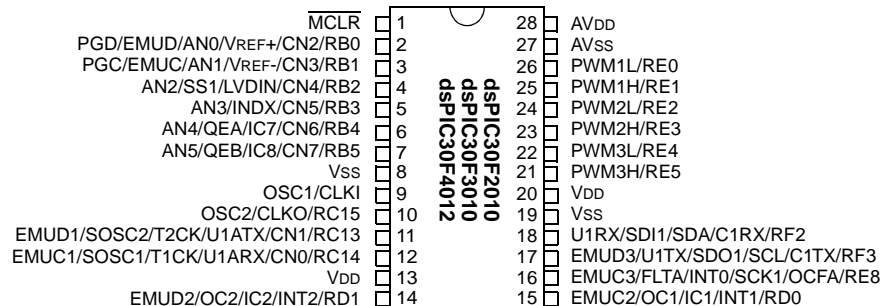 MCLR 1 28 AVDD
PGD/EMUD/AN0/VREF+/CN2/RB0 2 27 AVSS
PGC/EMUC/AN1/VREF-/CN3/RB1 3 26 PWM1L/RE0
AN2/SS1/LVDIN/CN4/RB2 4 25 PWM1H/RE1
AN3/INDX/CN5/RB3 5 24 PWM2L/RE2
AN4/QEA/IC7/CN6/RB4 6 23 PWM2H/RE3
AN5/QEB/IC8/CN7/RB5 7 22 PWM3L/RE4
VSS 8 21 PWM3H/RE5
OSC1/CLKI 9 20 VDD
OSC2/CLKO/RC15 10 19 VSS
EMUD1/SOSC2/T2CK/U1ATX/CN1/RC13 11 18 U1RX/SDI1/SDA/C1RX/RF2
EMUC1/SOSC1/T1CK/U1ARX/CN0/RC14 12 17 EMUD3/U1TX/SDO1/SCL/C1TX/RF3
VDD 13 16 EMUC3/FLTA/INT0/SCK1/OCFA/RE8
EMUD2/OC2/IC2/INT2/RD1 14 15 EMUC2/OC1/IC1/INT1/RD0
dsPIC30F2010
dsPIC30F3010
dsPIC30F4012